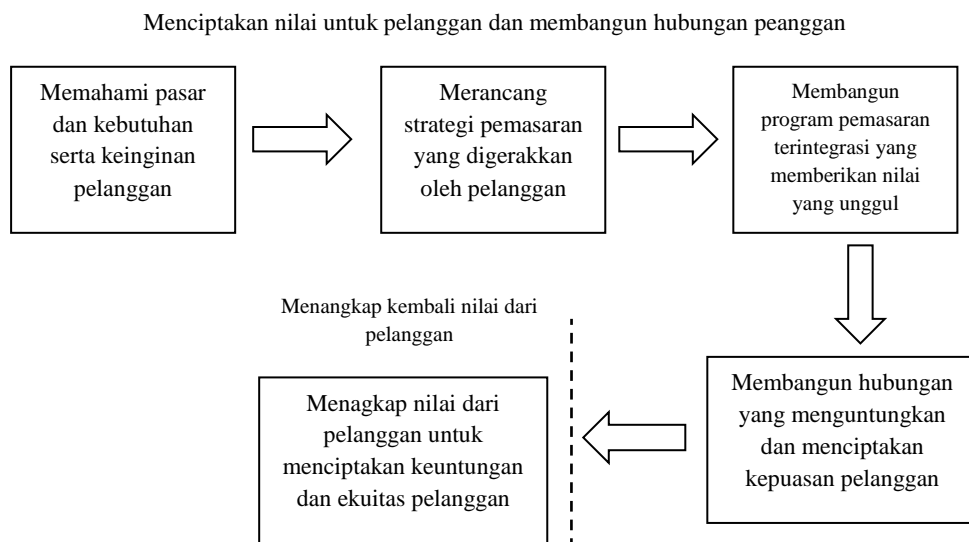 Menciptakan nilai untuk pelanggan dan membangun hubungan peanggan
Memahami pasar
dan kebutuhan
serta keinginan
pelanggan
Merancang
strategi pemasaran
yang digerakkan
oleh pelanggan
Membangun
program pemasaran
terintegrasi yang
memberikan nilai
yang unggul
Membangun hubungan
yang menguntungkan
dan menciptakan
kepuasan pelanggan
Menangkap kembali nilai dari
pelanggan
Menagkap nilai dari
pelanggan untuk
menciptakan keuntungan
dan ekuitas pelanggan